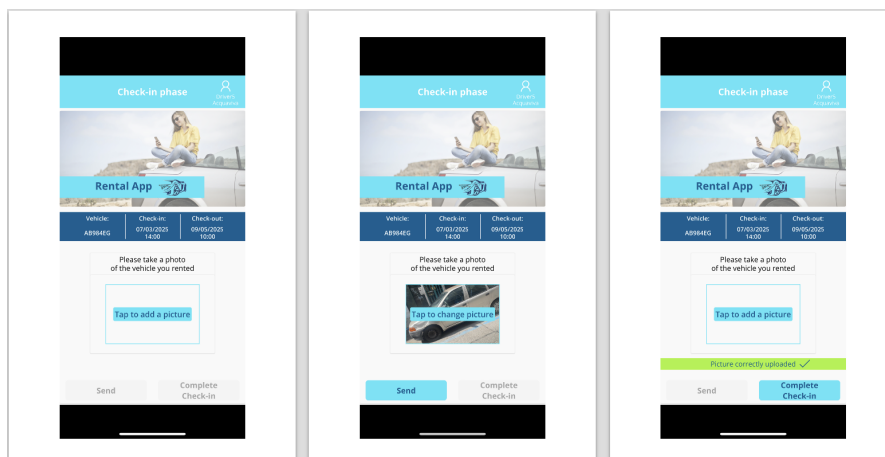 Check-in phase
Drivers
Acquaviva
Rental App
Vehicle:
Check-in:
Check-out:
AB984EG
07/03/2025
14:00
09/05/2025
10:00
Please take a photo
of the vehicle you rented
Tap to add a picture
Send
Complete
Check-in
Check-in phase
Drivers
Acquaviva
Rental App
Vehicle:
Check-in:
Check-out:
AB984EG
07/03/2025
14:00
09/05/2025
10:00
Please take a photo
of the vehicle you rented
Tap to change picture
Send
Complete
Check-in
Check-in phase
Drivers
Acquaviva
Rental App
Vehicle:
Check-in:
Check-out:
AB984EG
07/03/2025
14:00
09/05/2025
10:00
Please take a photo
of the vehicle you rented
Tap to add a picture
Picture correctly uploaded
Send
Complete
Check-in